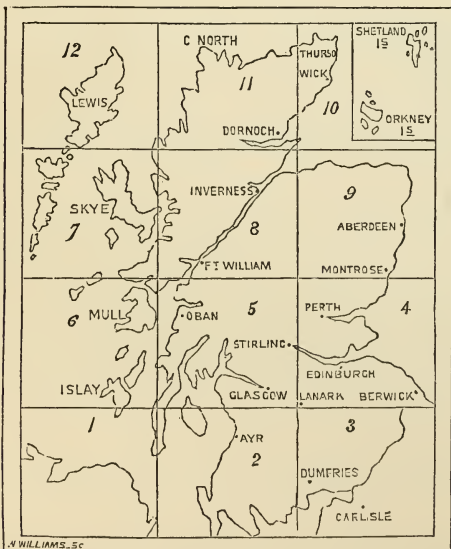 12
C NORTH
SHETLAND
IS
THURSO
LEWIS
11
WICK
10
ORKNEY
IS
DORNOCH
INVERNESS
9
SKYE
7
8
ABERDEEN
FT WILLIAM
MONTROSE
6
MULL
OBAN
5
PERTH
4
STIRLING
EDINBURGH
ISLAY
GLASGOW
LANARK
BERWICK
1
3
AYR
2
DUMFRIES
CARLISLE
N WILLIAMS_SC